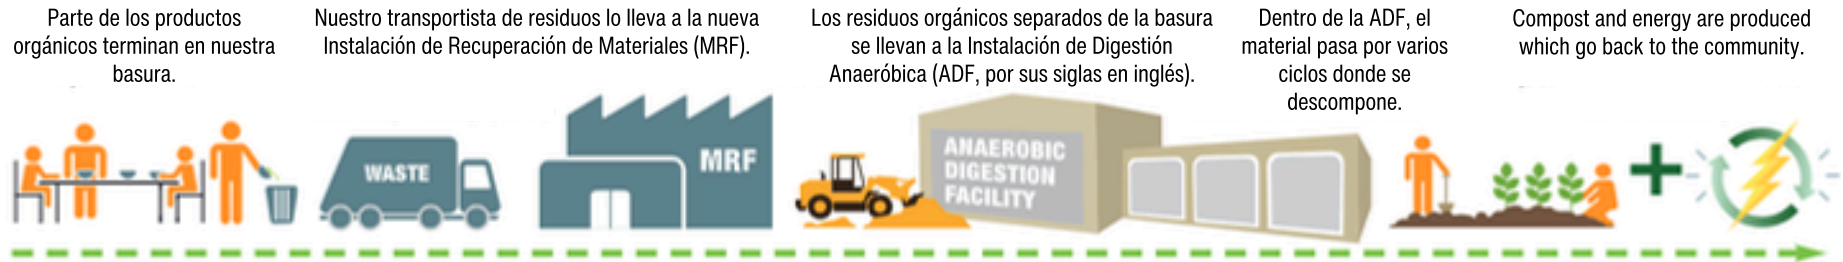 Parte de los productos
orgánicos terminan en nuestra
basura.
Nuestro transportista de residuos lo lleva a la nueva
Instalación de Recuperación de Materiales (MRF).
Los residuos orgánicos separados de la basura
se llevan a la Instalación de Digestión
Anaeróbica (ADF, por sus siglas en inglés).
Dentro de la ADF, el
material pasa por varios
ciclos donde se
descompone.
Compost and energy are produced
which go back to the community.
WASTE
MRF
ANAEROBIC
DIGESTION
FACILITY